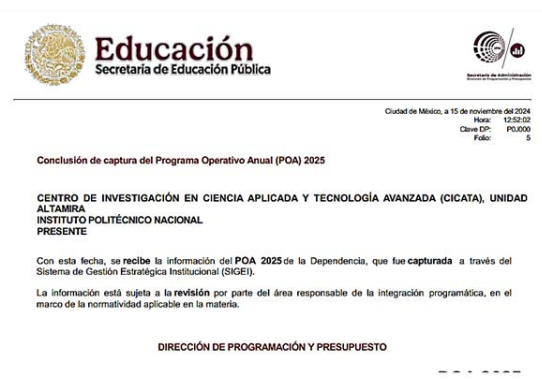 Educación
Secretaría de Educación Pública
Secretaría de Administración
Dirección de Programación y Presupuesto
Ciudad de México, a 15 de noviembre del 2024
Hora: 12:52:02
Clave DP: P0J000
Folio: 5
Conclusión de captura del Programa Operativo Anual (POA) 2025
CENTRO DE INVESTIGACIÓN EN CIENCIA APLICADA Y TECNOLOGÍA AVANZADA (CICATA), UNIDAD
ALTAMIRA
INSTITUTO POLITÉCNICO NACIONAL
PRESENTE
Con esta fecha, se recibe la información del POA 2025 de la Dependencia, que fue capturada a través del
Sistema de Gestión Estratégica Institucional (SIGEI).
La información está sujeta a la revisión por parte del área responsable de la integración programática, en el
marco de la normatividad aplicable en la materia.
DIRECCIÓN DE PROGRAMACIÓN Y PRESUPUESTO